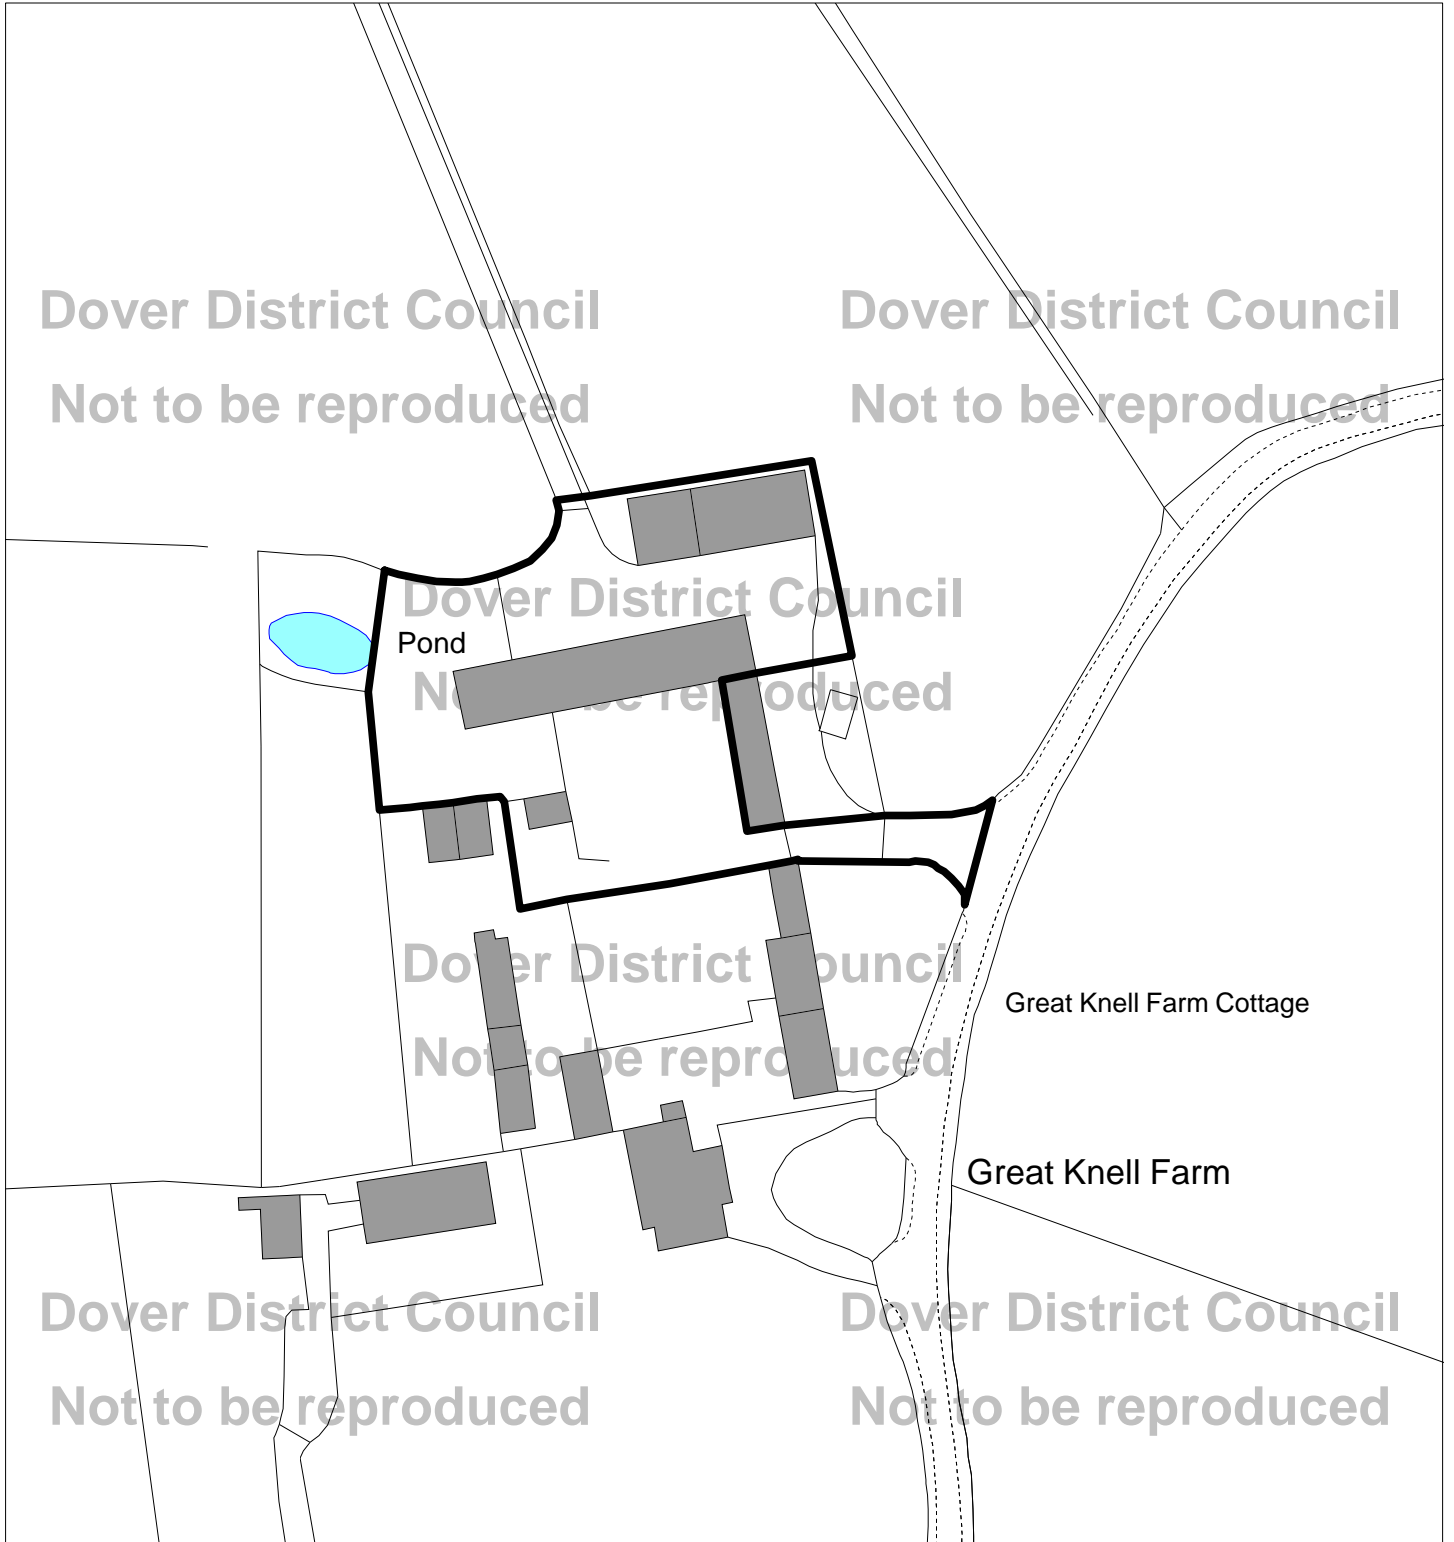 Dover District Council
Dover District Council
Not to be reproduced
Not to be reproduced
Dover District Council
Pond
Not to be reproduced
Dover District Council
Great Knell Farm Cottage
Not to be reproduced
Great Knell Farm
Dover District Council
Dover District Council
Not to be reproduced
Not to be reproduced